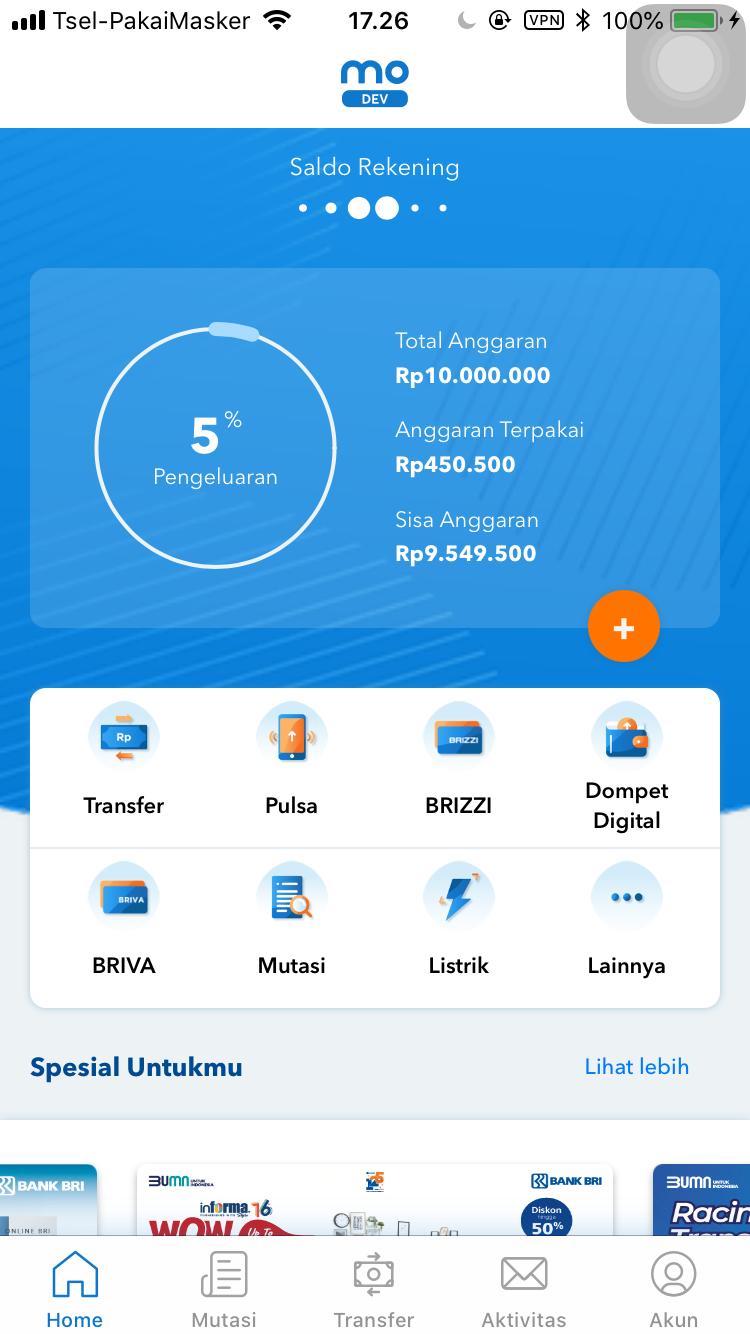 Tsel-PakaiMasker
17.26
VPN
100%
mo
DEV
Saldo Rekening
5%
Pengeluaran
Total Anggaran
Rp10.000.000
Anggaran Terpakai
Rp450.500
Sisa Anggaran
Rp9.549.500
+
Rp
BRIZZI
Transfer
Pulsa
BRIZZI
Dompet
Digital
BRIVA
BRIVA
Mutasi
Listrik
Lainnya
Spesial Untukmu
Lihat lebih
BANK BRI
ONLINE BRI
BUMN UNTUK
INDONESIA
125
BANK BRI
informa
16
WOW
Up To
Diskon
hingga
50%
BUMN UNTUK
INDONESIA
Home
Mutasi
Transfer
Aktivitas
Akun